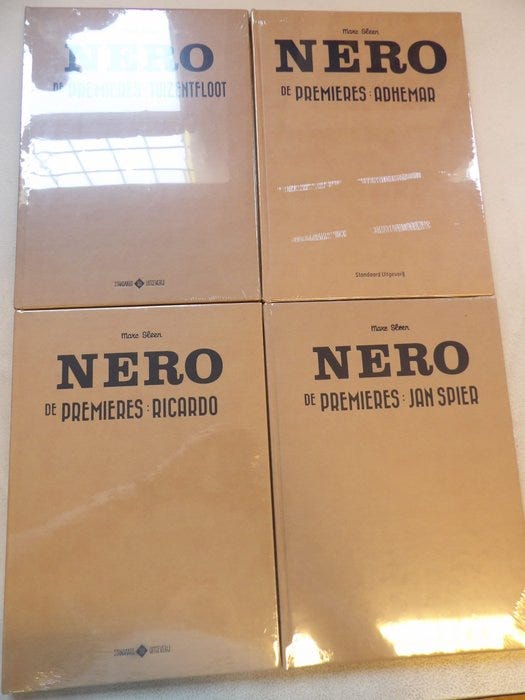 NERO
DE PREMIERES : TUIZENTFLOOT
STANDAARD UITGEVERIJ
Marc Sleen
NERO
DE PREMIERES : ADHEMAR
Standaard Uitgeverij
Marc Sleen
NERO
DE PREMIERES : RICARDO
STANDAARD UITGEVERIJ
Marc Sleen
NERO
DE PREMIERES : JAN SPIER